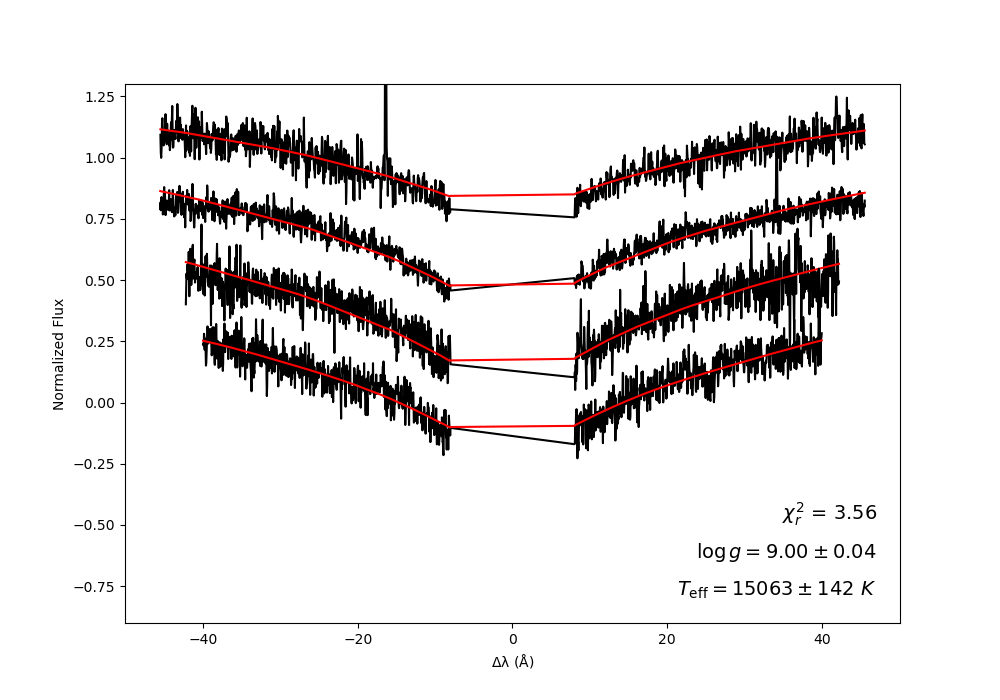 1.25
1.00
0.75
0.50
0.25
0.00
−0.25
−0.50
−0.75
Normalized Flux
χ²ᵣ = 3.56
log g = 9.00 ± 0.04
T_eff = 15063 ± 142 K
−40 −20 0 20 40
Δλ (Å)